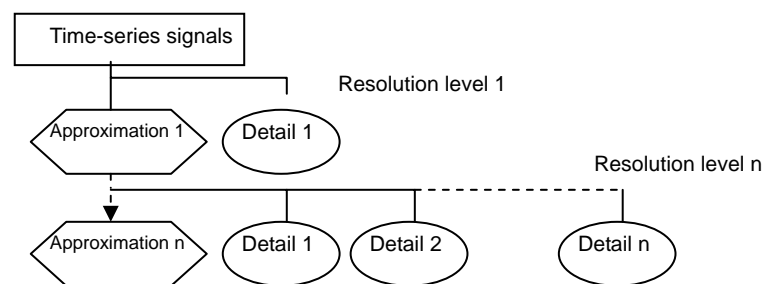 Time-series signals
Resolution level 1
Approximation 1
Detail 1
Resolution level n
Approximation n
Detail 1
Detail 2
Detail n